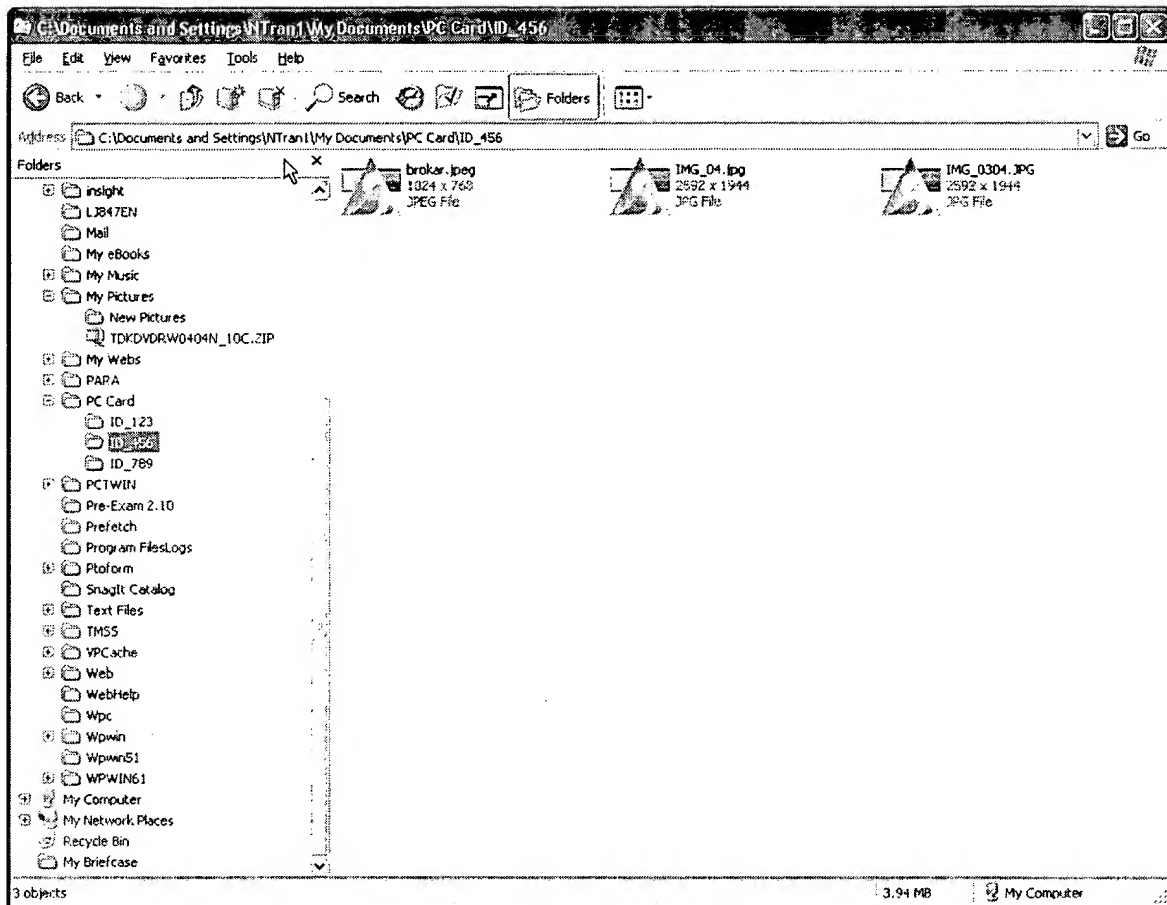 C:\Documents and Settings\NTran1\My Documents\PC Card\ID_456
File Edit View Favorites Tools Help
Back Search Folders
Address C:\Documents and Settings\NTran1\My Documents\PC Card\ID_456 Go
Folders
insight
LJ847EN
Mail
My eBooks
My Music
My Pictures
New Pictures
TDKDVDRW0404N_10C.ZIP
My Webs
PARA
PC Card
ID_123
ID_456
ID_789
PCTWIN
Pre-Exam 2.10
Prefetch
Program FilesLogs
Ptoform
SnagIt Catalog
Text Files
TMSS
VPCache
Web
WebHelp
Wpc
Wpwin
Wpwin51
WPWIN61
My Computer
My Network Places
Recycle Bin
My Briefcase
brokar.jpeg
1024 x 768
JPEG File
IMG_04.jpg
2592 x 1944
JPG File
IMG_0304.JPG
2592 x 1944
JPG File
3 objects 3.94 MB My Computer